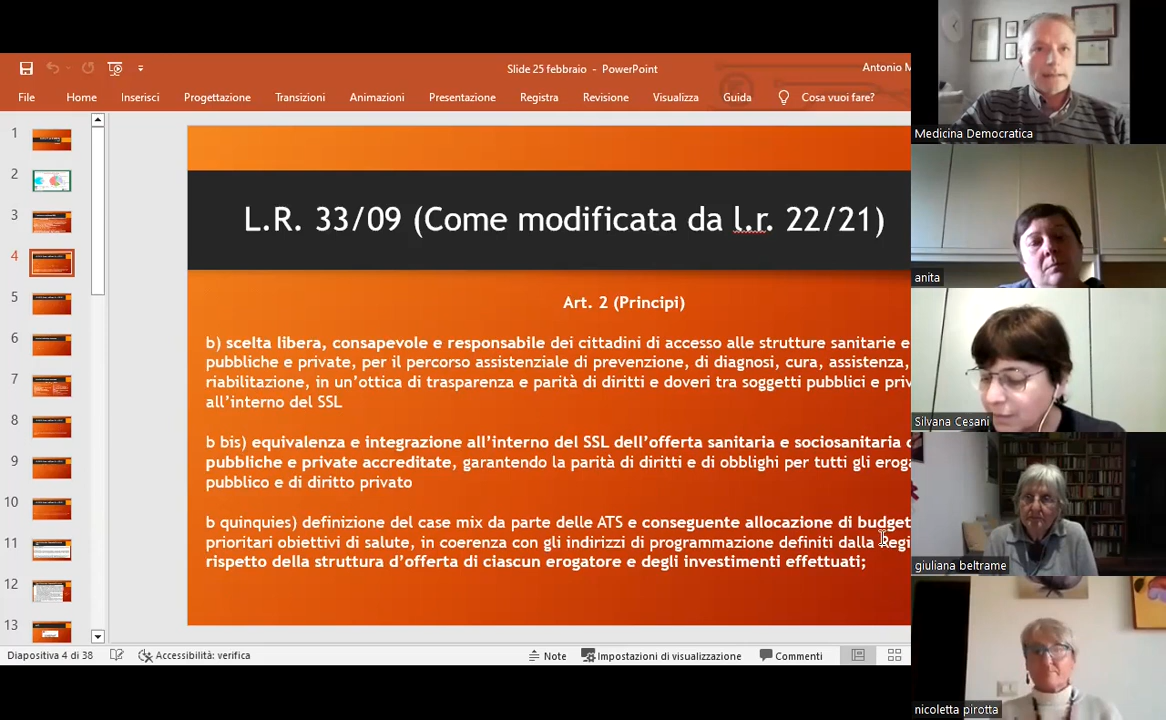 Slide 25 febbraio - PowerPoint
Antonio M
File Home Inserisci Progettazione Transizioni Animazioni Presentazione Registra Revisione Visualizza Guida Cosa vuoi fare?
1
2
3
4
5
6
7
8
9
10
11
12
13
L.R. 33/09 (Come modificata da l.r. 22/21)
Art. 2 (Principi)
b) scelta libera, consapevole e responsabile dei cittadini di accesso alle strutture sanitarie e
pubbliche e private, per il percorso assistenziale di prevenzione, di diagnosi, cura, assistenza,
riabilitazione, in un’ottica di trasparenza e parità di diritti e doveri tra soggetti pubblici e priv
all’interno del SSL
b bis) equivalenza e integrazione all’interno del SSL dell’offerta sanitaria e sociosanitaria
pubbliche e private accreditate, garantendo la parità di diritti e di obblighi per tutti gli eroga
pubblico e di diritto privato
b quinquies) definizione del case mix da parte delle ATS e conseguente allocazione di budget
prioritari obiettivi di salute, in coerenza con gli indirizzi di programmazione definiti dalla Regi
rispetto della struttura d’offerta di ciascun erogatore e degli investimenti effettuati;
Diapositiva 4 di 38 Accessibilità: verifica Note Impostazioni di visualizzazione Commenti
Medicina Democratica
anita
Silvana Cesani
giuliana beltrame
nicoletta pirotta